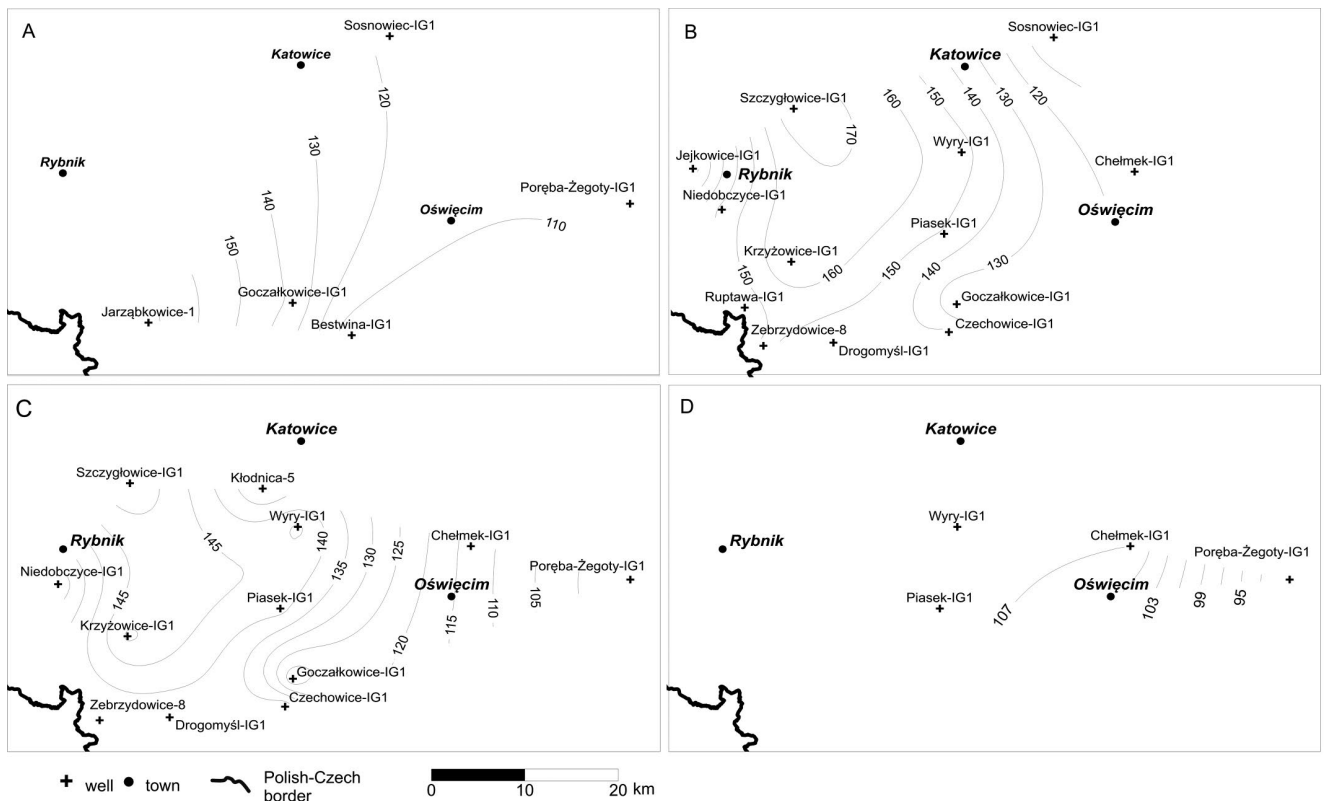 A
Sosnowiec-IG1
Katowice
120
130
Rybnik
Poręba-Żegoty-IG1
140
Oświęcim
110
150
Goczałkowice-IG1
Jarząbkowice-1
Bestwina-IG1
B
Sosnowiec-IG1
Katowice
Szczygłowice-IG1
160
150
140
130
120
170
Wyry-IG1
Jejkowice-IG1
Rybnik
Chełmek-IG1
Niedobczyce-IG1
Oświęcim
Piasek-IG1
Krzyżowice-IG1
150
160
150
140
130
Ruptawa-IG1
Goczałkowice-IG1
Czechowice-IG1
Zebrzydowice-8
Drogomyśl-IG1
C
Katowice
Szczygłowice-IG1
Kłodnica-5
Wyry-IG1
145
140
135
130
125
Chełmek-IG1
Rybnik
Poręba-Żegoty-IG1
Niedobczyce-IG1
Oświęcim
145
Piasek-IG1
115
110
105
Krzyżowice-IG1
120
Goczałkowice-IG1
Zebrzydowice-8
Czechowice-IG1
Drogomyśl-IG1
D
Katowice
Wyry-IG1
Rybnik
Chełmek-IG1
Poręba-Żegoty-IG1
Oświęcim
Piasek-IG1
107
103
99
95
well
town
Polish-Czech
border
0 10 20 km